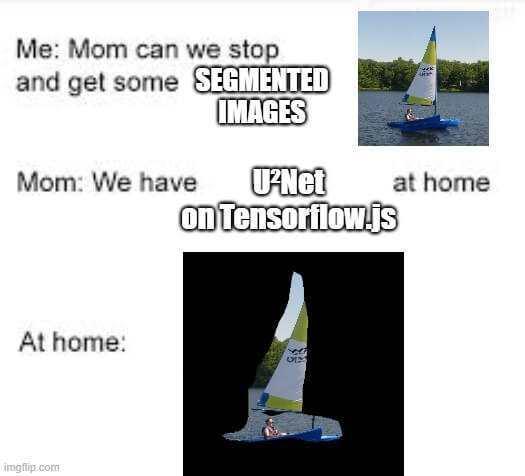 Me: Mom can we stop
and get some SEGMENTED
IMAGES
Mom: We have U²Net at home
on Tensorflow.js
At home:
imgflip.com